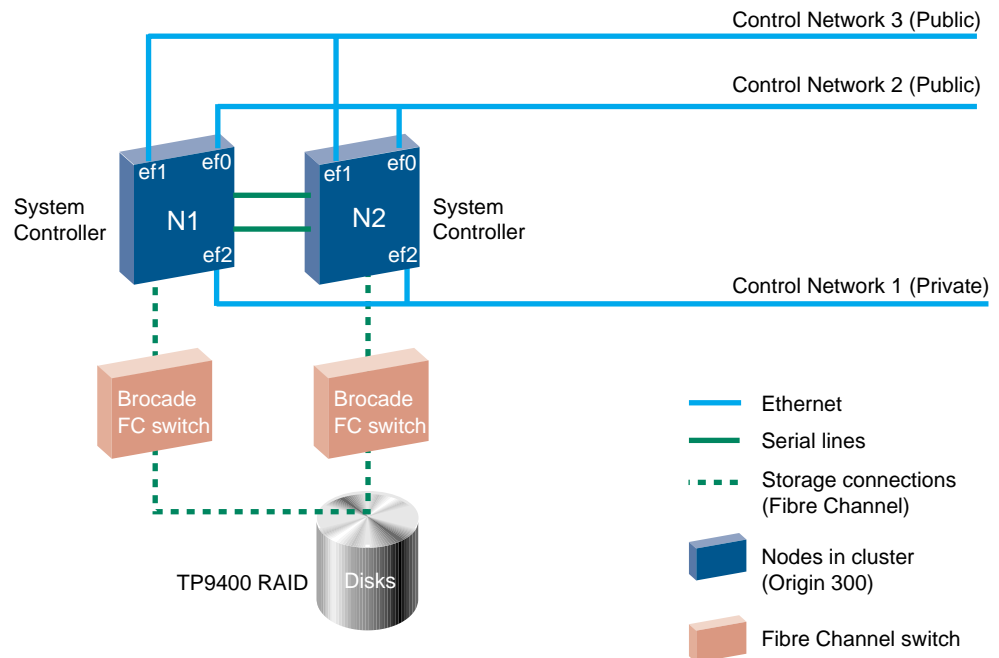 Control Network 3 (Public)
Control Network 2 (Public)
ef1
ef0
ef1
ef0
System
Controller
N1
N2
System
Controller
ef2
ef2
Control Network 1 (Private)
Brocade
FC switch
Brocade
FC switch
Ethernet
Serial lines
Storage connections
(Fibre Channel)
TP9400 RAID
Disks
Nodes in cluster
(Origin 300)
Fibre Channel switch